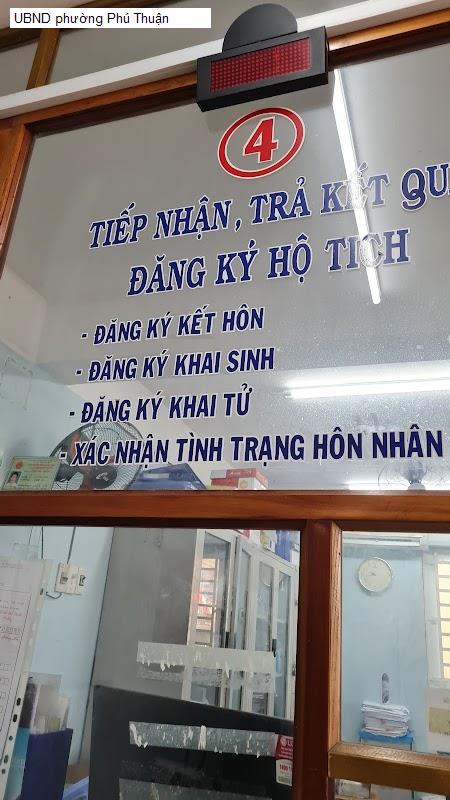 UBND phường Phú Thuận
4
TIẾP NHẬN, TRẢ KẾT QU
ĐĂNG KÝ HỘ TỊCH
- ĐĂNG KÝ KẾT HÔN
- ĐĂNG KÝ KHAI SINH
- ĐĂNG KÝ KHAI TỬ
- XÁC NHẬN TÌNH TRẠNG HÔN NHÂN